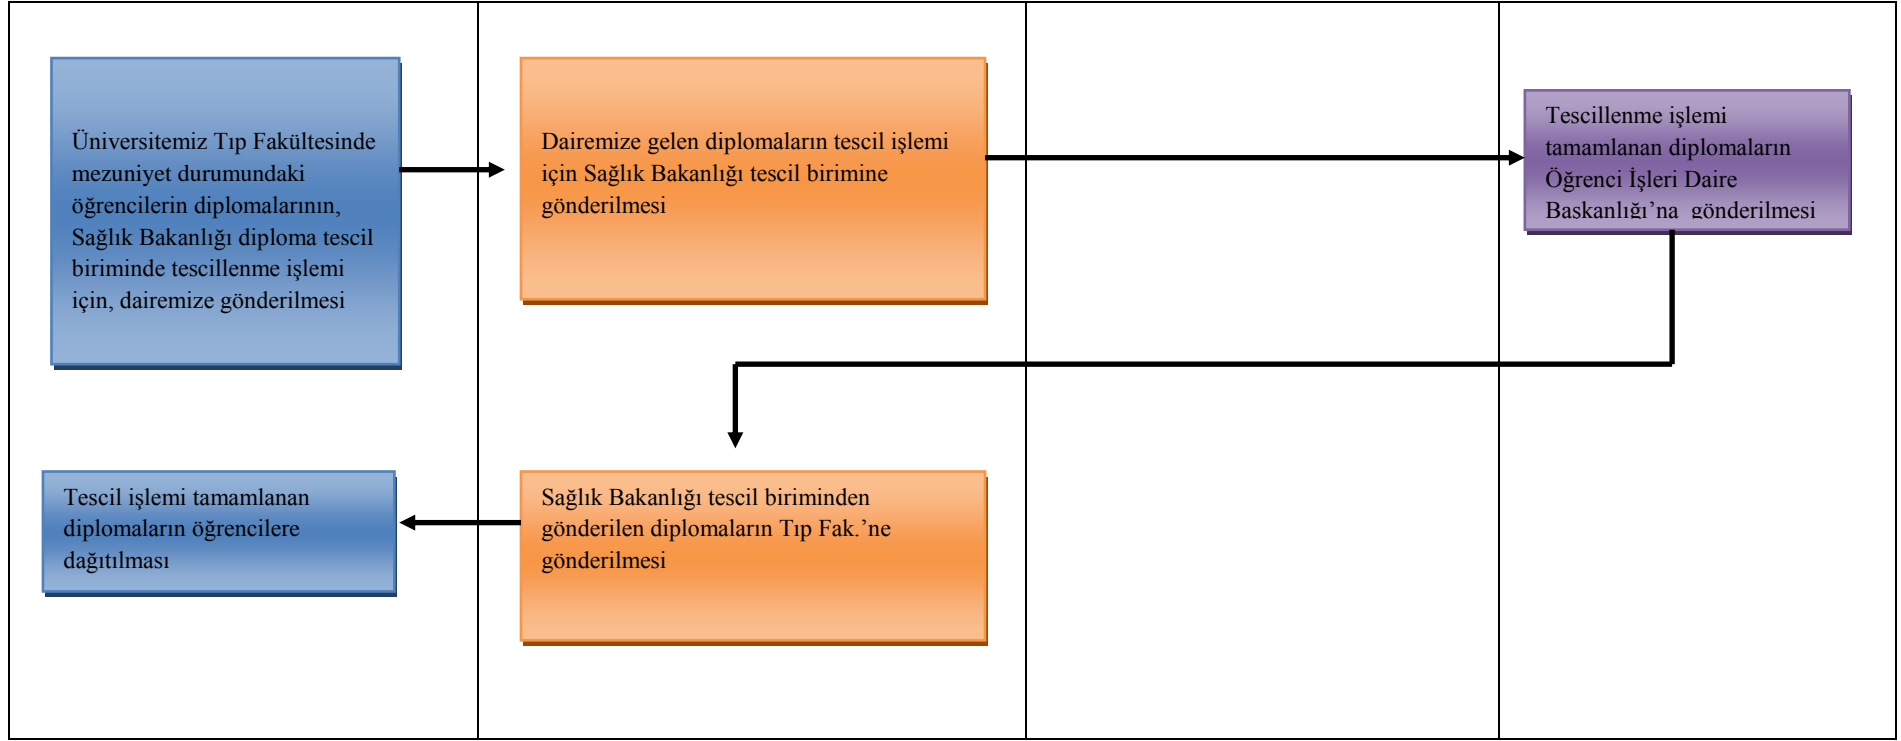 Üniversitemiz Tıp Fakültesinde
mezuniyet durumundaki
öğrencilerin diplomalarının,
Sağlık Bakanlığı diploma tescil
biriminde tescillenme işlemi
için, dairemize gönderilmesi
Dairemize gelen diplomaların tescil işlemi
için Sağlık Bakanlığı tescil birimine
gönderilmesi
Tescillenme işlemi
tamamlanan diplomaların
Öğrenci İşleri Daire
Başkanlığı’na gönderilmesi
Sağlık Bakanlığı tescil biriminden
gönderilen diplomaların Tıp Fak.’ne
gönderilmesi
Tescil işlemi tamamlanan
diplomaların öğrencilere
dağıtılması